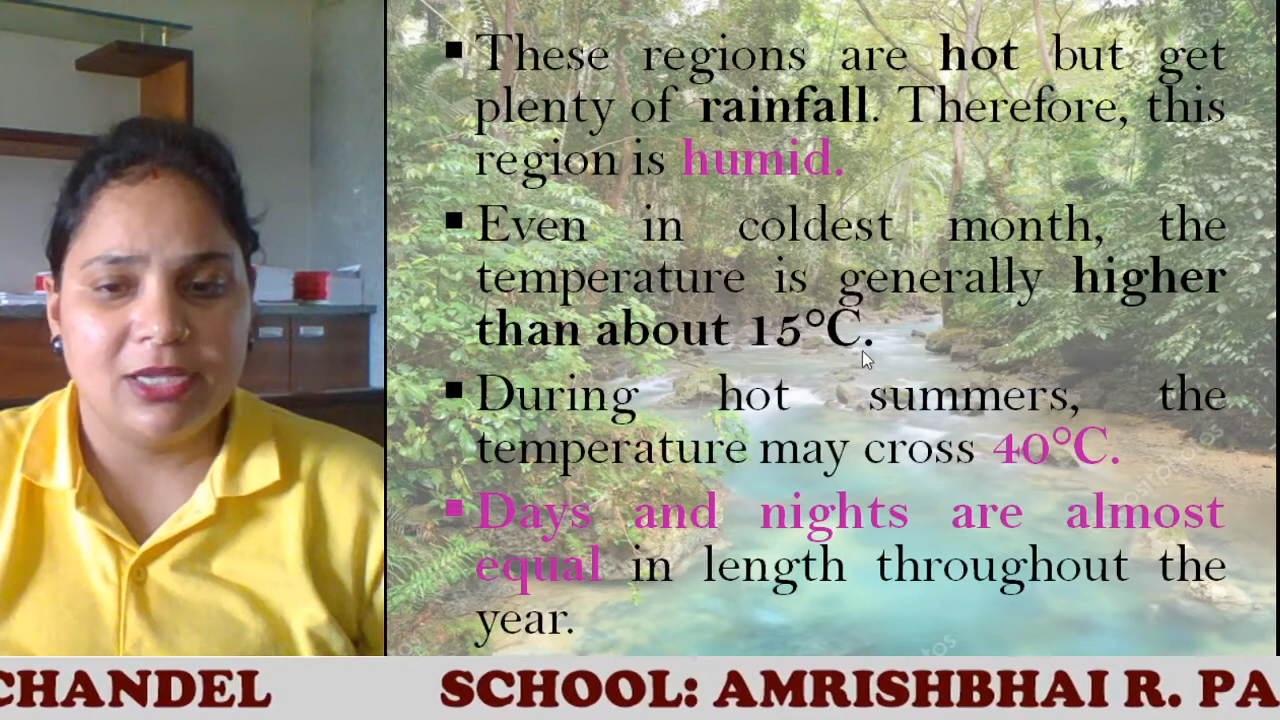 ▪ These regions are hot but get
plenty of rainfall. Therefore, this
region is humid.
▪ Even in coldest month, the
temperature is generally higher
than about 15°C.
▪ During hot summers, the
temperature may cross 40°C.
▪ Days and nights are almost
equal in length throughout the
year.
CHANDEL SCHOOL: AMRISHBHAI R. PA